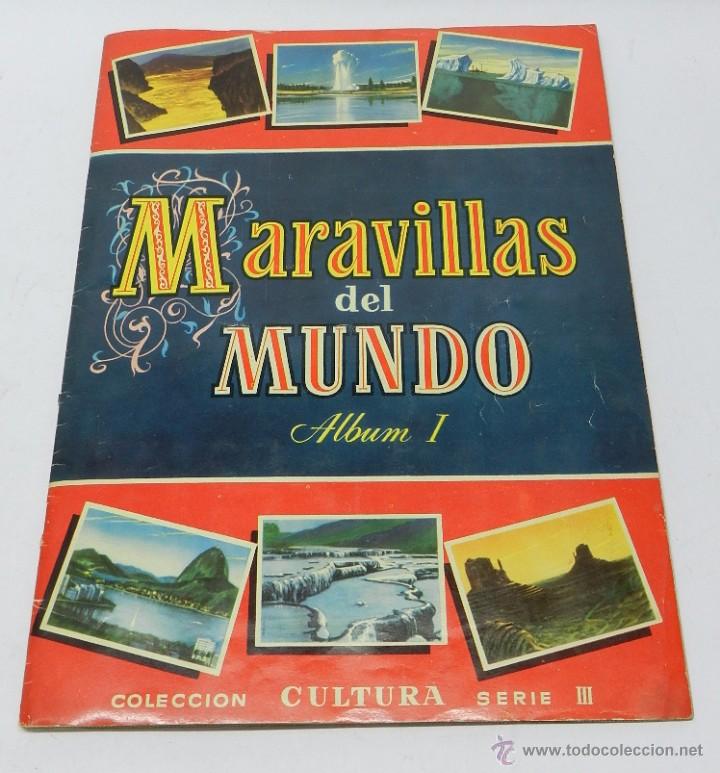 Maravillas
del
MUNDO
Album I
COLECCION CULTURA SERIE III
www.todocoleccion.net